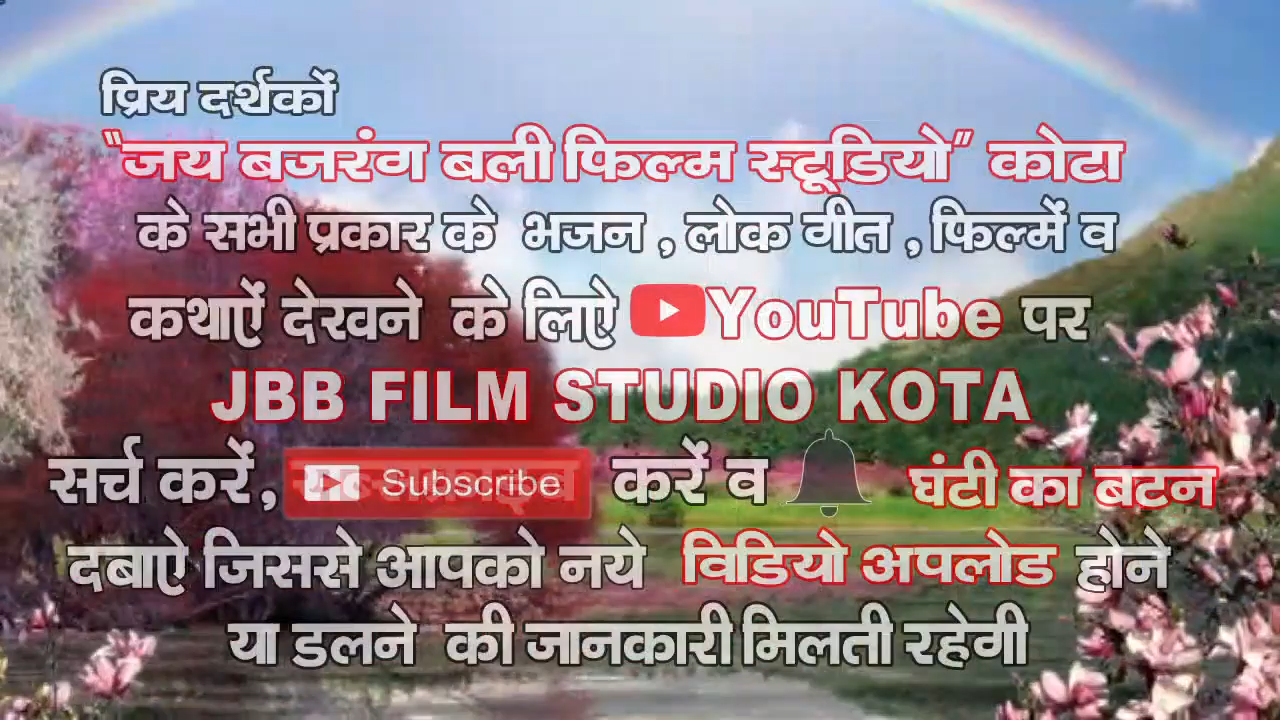 प्रिय दर्शकों
“जय बजरंग बली फिल्म स्टूडियो” कोटा
के सभी प्रकार के भजन , लोक गीत , फिल्में व
कथाऐं देखने के लिऐ YouTube पर
JBB FILM STUDIO KOTA
सर्च करें, Subscribe करें व घंटी का बटन
दबाऐ जिससे आपको नये विडियो अपलोड होने
या डलने की जानकारी मिलती रहेगी